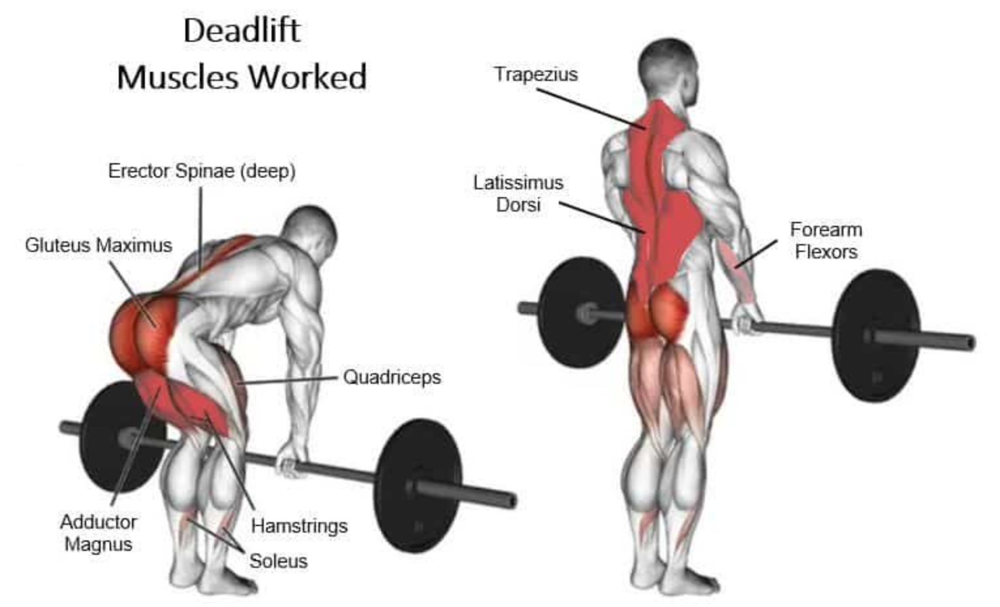 Deadlift
Muscles Worked
Erector Spinae (deep)
Gluteus Maximus
Quadriceps
Adductor
Magnus
Hamstrings
Soleus
Trapezius
Latissimus
Dorsi
Forearm
Flexors